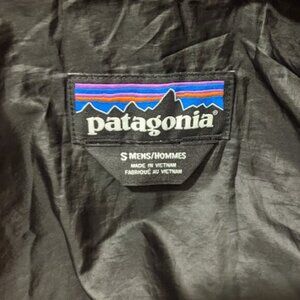 patagonia®
S MENS/HOMMES
MADE IN VIETNAM
FABRIQUÉ AU VIETNAM